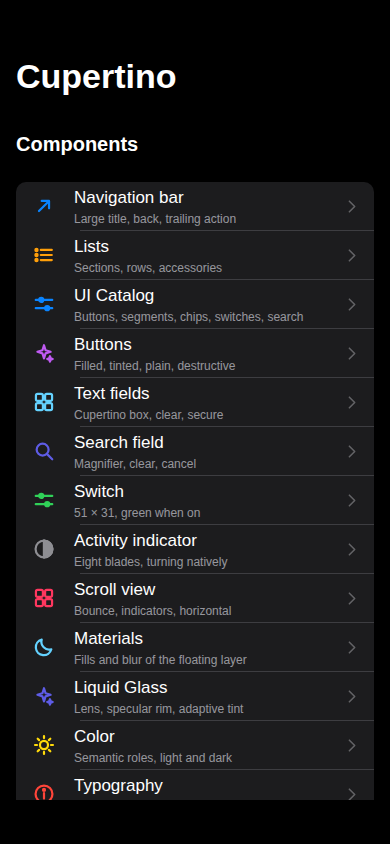 Cupertino
Components
Navigation bar
Large title, back, trailing action
Lists
Sections, rows, accessories
UI Catalog
Buttons, segments, chips, switches, search
Buttons
Filled, tinted, plain, destructive
Text fields
Cupertino box, clear, secure
Search field
Magnifier, clear, cancel
Switch
51 × 31, green when on
Activity indicator
Eight blades, turning natively
Scroll view
Bounce, indicators, horizontal
Materials
Fills and blur of the floating layer
Liquid Glass
Lens, specular rim, adaptive tint
Color
Semantic roles, light and dark
Typography